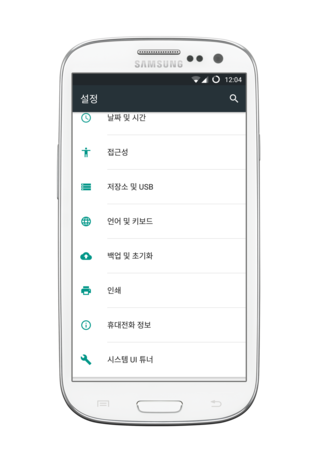 SAMSUNG
12:04
설정
날짜 및 시간
접근성
저장소 및 USB
언어 및 키보드
백업 및 초기화
인쇄
휴대전화 정보
시스템 UI 튜너